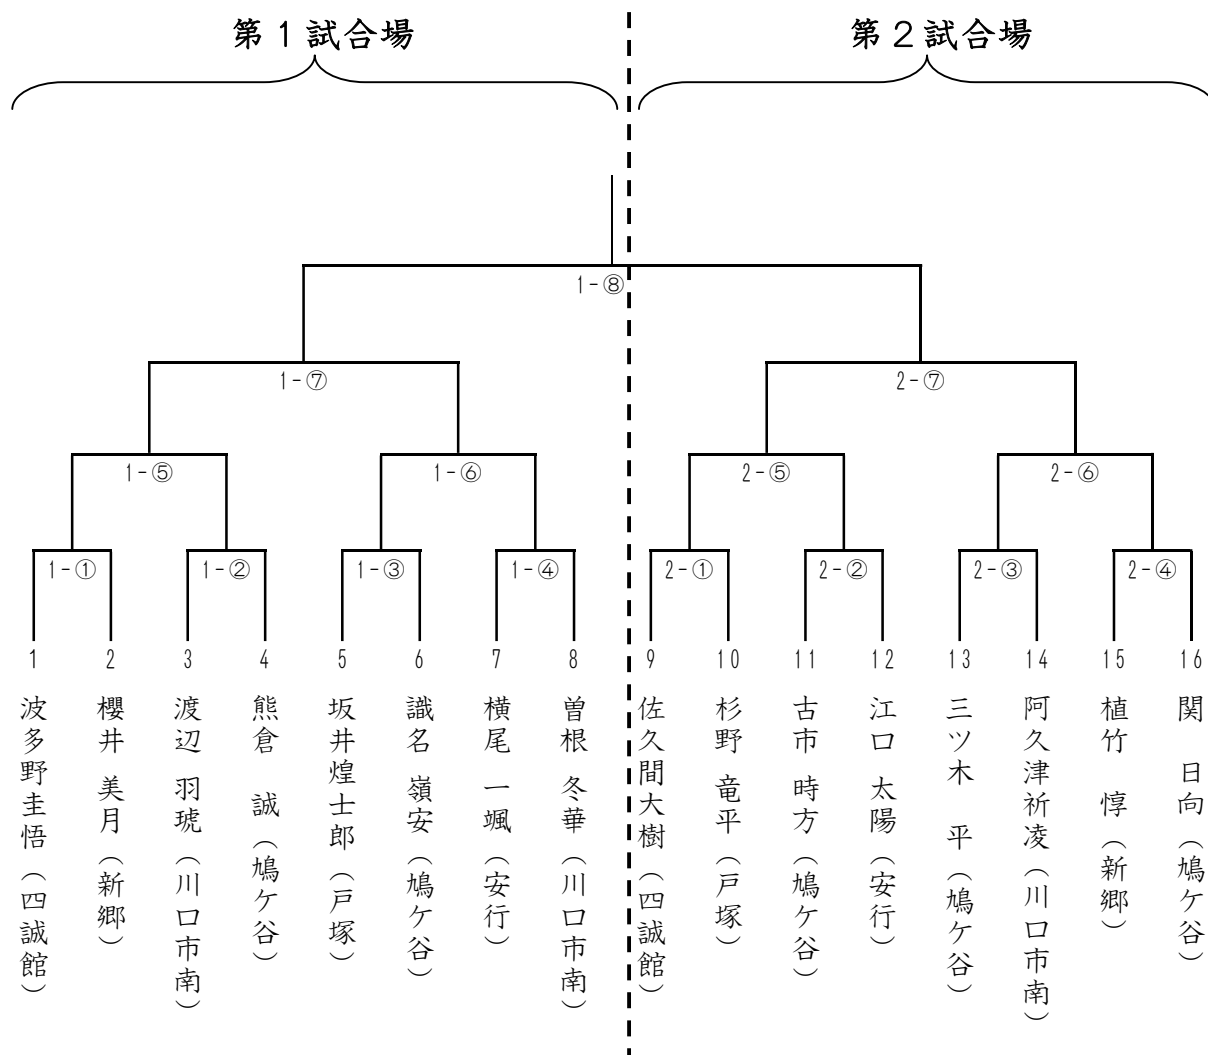 第1試合場
第2試合場
1-⑧
1-⑦
2-⑦
1-⑤
1-⑥
2-⑤
2-⑥
1-①
1-②
1-③
1-④
2-①
2-②
2-③
2-④
1
2
3
4
5
6
7
8
9
10
11
12
13
14
15
16
波多野圭悟(四誠館)
櫻井 美月(新郷)
渡辺 羽琥(川口市南)
熊倉 誠(鳩ケ谷)
坂井煌士郎(戸塚)
識名 嶺安(鳩ケ谷)
横尾 一颯(安行)
曽根 冬華(川口市南)
佐久間大樹(四誠館)
杉野 竜平(戸塚)
古市 時方(鳩ケ谷)
江口 太陽(安行)
三ツ木 平(鳩ケ谷)
阿久津祈凌(川口市南)
植竹 惇(新郷)
関 日向(鳩ケ谷)